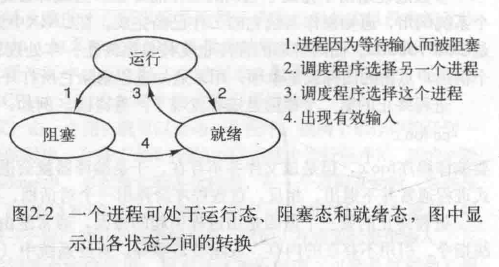 运行
1
3
2
阻塞
就绪
4
1.进程因为等待输入而被阻塞
2.调度程序选择另一个进程
3.调度程序选择这个进程
4.出现有效输入
图2-2 一个进程可处于运行态、阻塞态和就绪态，图中显
示出各状态之间的转换